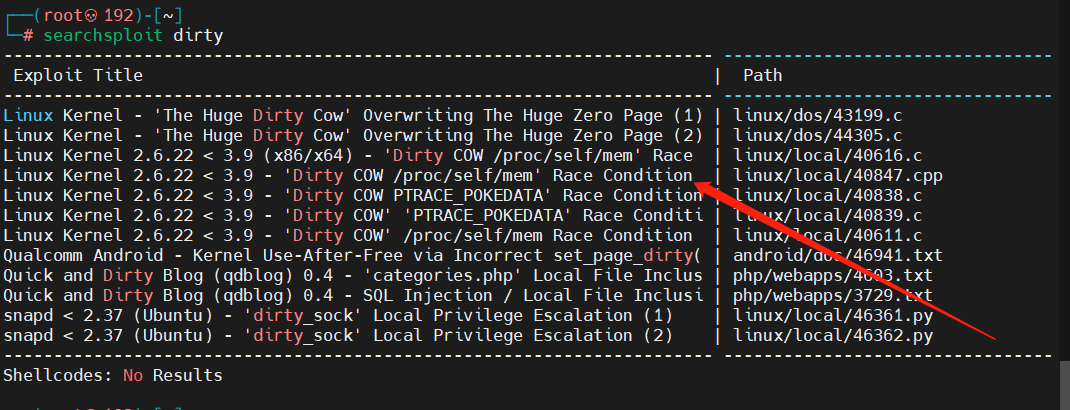 ┌──(root💀192)-[~]
└─# searchsploit dirty
---------------------------------------------------------------------- ---------------------------------
 Exploit Title | Path
---------------------------------------------------------------------- ---------------------------------
Linux Kernel - 'The Huge Dirty Cow' Overwriting The Huge Zero Page (1) | linux/dos/43199.c
Linux Kernel - 'The Huge Dirty Cow' Overwriting The Huge Zero Page (2) | linux/dos/44305.c
Linux Kernel 2.6.22 < 3.9 (x86/x64) - 'Dirty COW /proc/self/mem' Race | linux/local/40616.c
Linux Kernel 2.6.22 < 3.9 - 'Dirty COW /proc/self/mem' Race Condition | linux/local/40847.cpp
Linux Kernel 2.6.22 < 3.9 - 'Dirty COW PTRACE_POKEDATA' Race Condition | linux/local/40838.c
Linux Kernel 2.6.22 < 3.9 - 'Dirty COW' 'PTRACE_POKEDATA' Race Conditi | linux/local/40839.c
Linux Kernel 2.6.22 < 3.9 - 'Dirty COW' /proc/self/mem Race Condition | linux/local/40611.c
Qualcomm Android - Kernel Use-After-Free via Incorrect set_page_dirty( | android/dos/46941.txt
Quick and Dirty Blog (qdblog) 0.4 - 'categories.php' Local File Inclus | php/webapps/4603.txt
Quick and Dirty Blog (qdblog) 0.4 - SQL Injection / Local File Inclusi | php/webapps/3729.txt
snapd < 2.37 (Ubuntu) - 'dirty_sock' Local Privilege Escalation (1) | linux/local/46361.py
snapd < 2.37 (Ubuntu) - 'dirty_sock' Local Privilege Escalation (2) | linux/local/46362.py
---------------------------------------------------------------------- ---------------------------------
Shellcodes: No Results